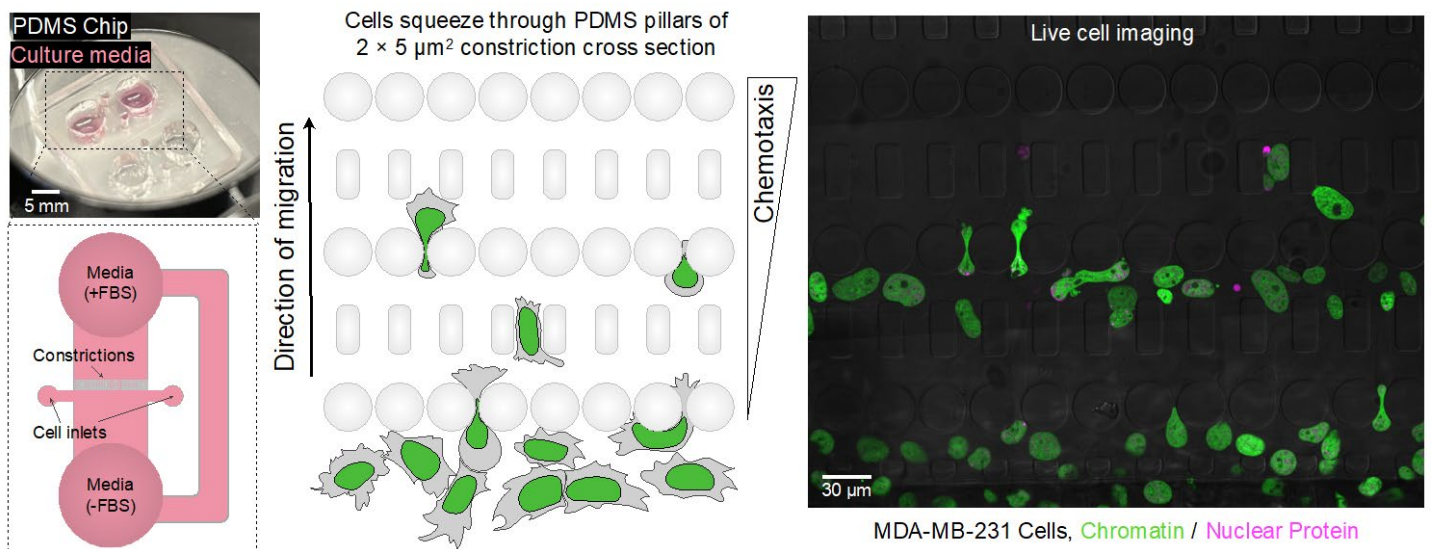 PDMS Chip
Culture media
5 mm
Media
(+FBS)
Constrictions
Cell inlets
Media
(-FBS)
Cells squeeze through PDMS pillars of
2 × 5 µm² constriction cross section
Direction of migration
Chemotaxis
Live cell imaging
30 µm
MDA-MB-231 Cells, Chromatin / Nuclear Protein